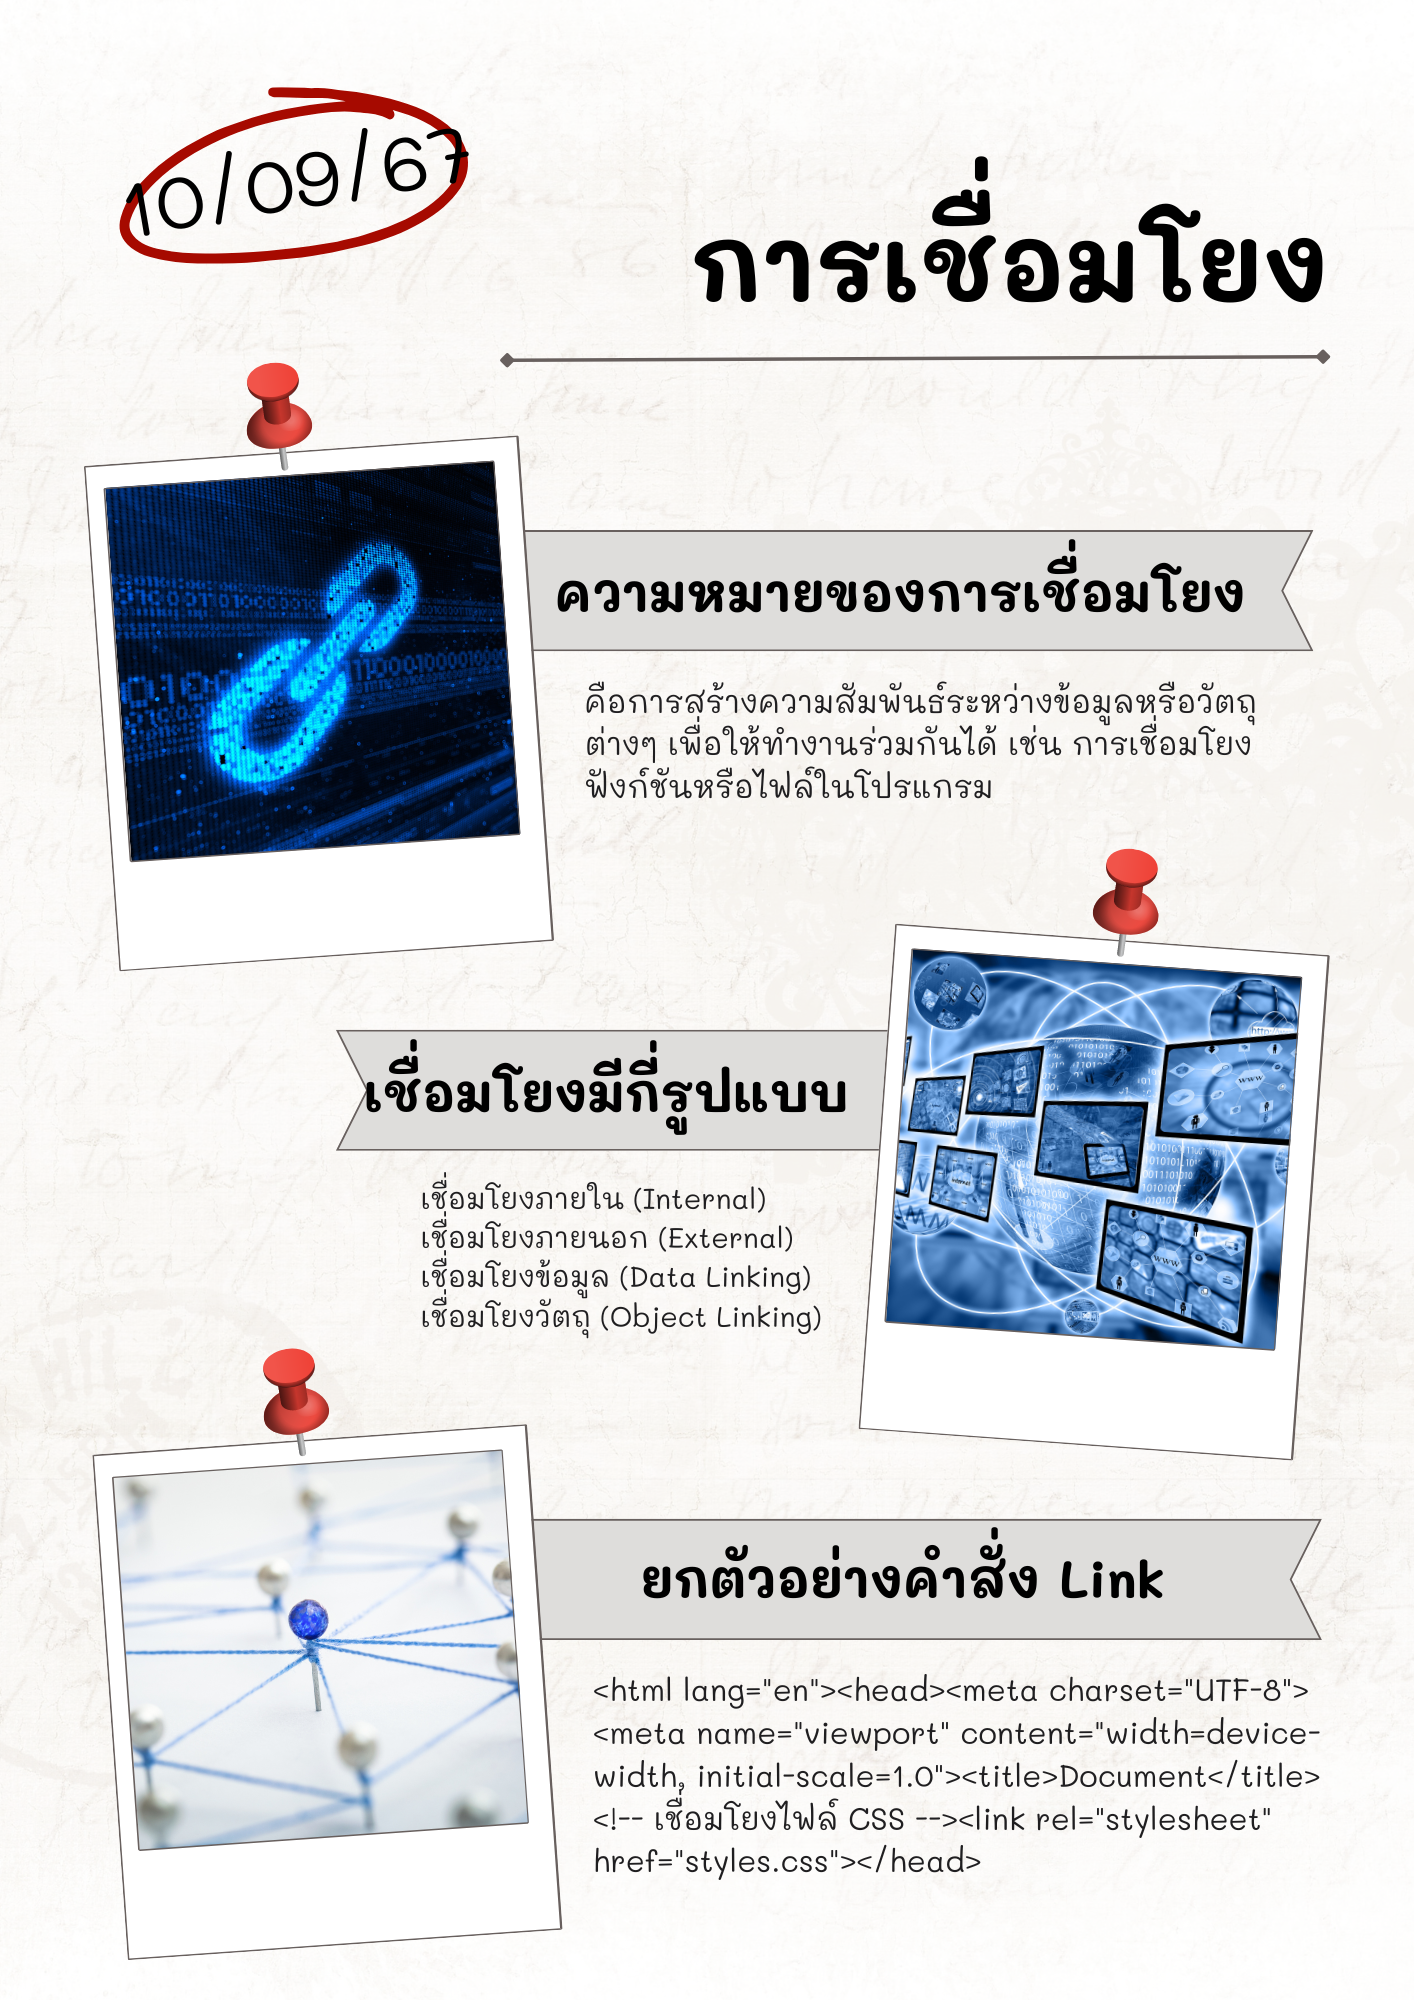 10/09/67
การเชื่อมโยง
ความหมายของการเชื่อมโยง
คือการสร้างความสัมพันธ์ระหว่างข้อมูลหรือวัตถุ
ต่างๆ เพื่อให้ทำงานร่วมกันได้ เช่น การเชื่อมโยง
ฟังก์ชันหรือไฟล์ในโปรแกรม
เชื่อมโยงมีกี่รูปแบบ
เชื่อมโยงภายใน (Internal)
เชื่อมโยงภายนอก (External)
เชื่อมโยงข้อมูล (Data Linking)
เชื่อมโยงวัตถุ (Object Linking)
www
www
ยกตัวอย่างคำสั่ง Link
<html lang="en"><head><meta charset="UTF-8">
<meta name="viewport" content="width=device-
width, initial-scale=1.0"><title>Document</title>
<!-- เชื่อมโยงไฟล์ CSS --><link rel="stylesheet"
href="styles.css"></head>